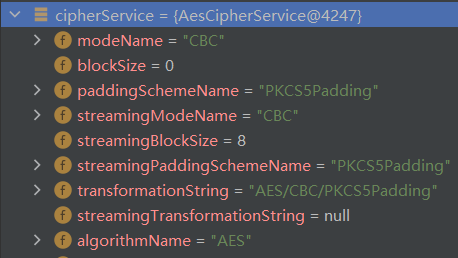 cipherService = {AesCipherService@4247}
f modeName = "CBC"
f blockSize = 0
f paddingSchemeName = "PKCS5Padding"
f streamingModeName = "CBC"
f streamingBlockSize = 8
f streamingPaddingSchemeName = "PKCS5Padding"
f transformationString = "AES/CBC/PKCS5Padding"
f streamingTransformationString = null
f algorithmName = "AES"